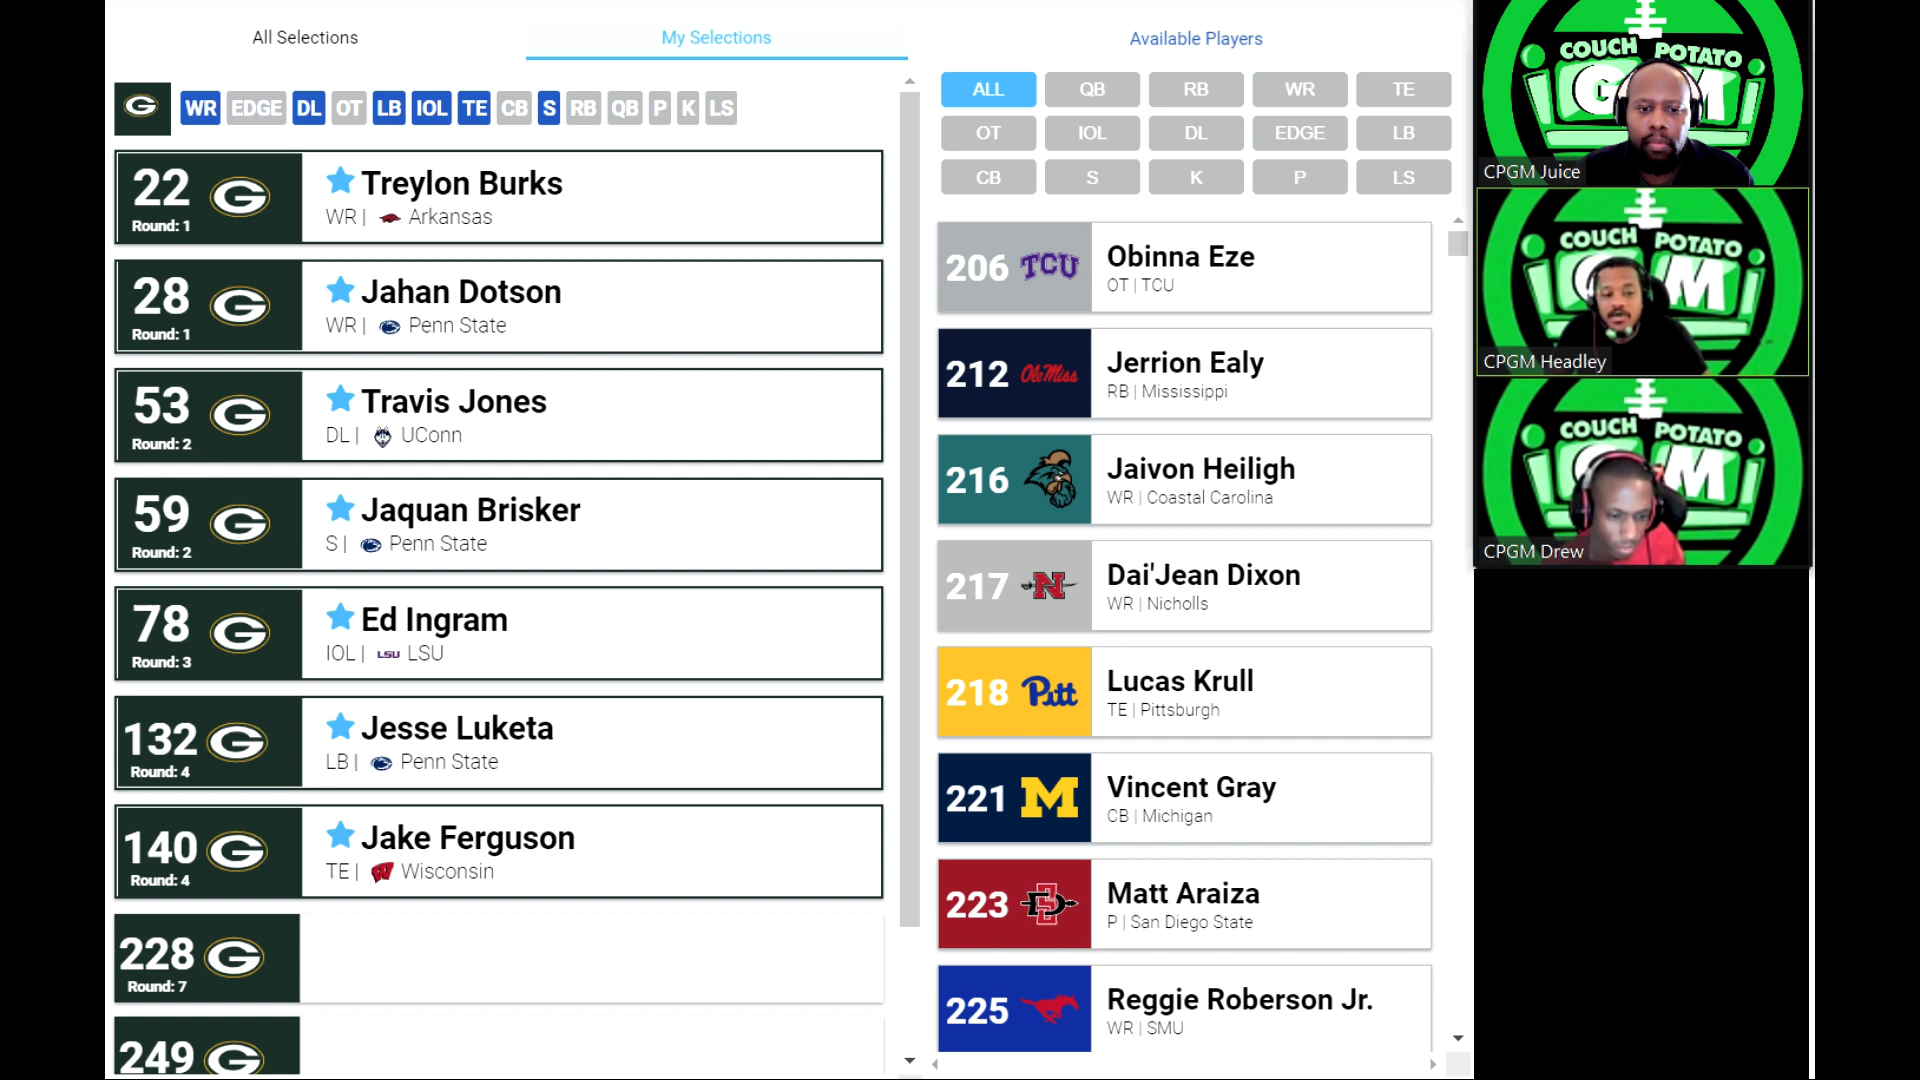 All Selections
My Selections
Available Players
G WR EDGE DL OT LB IOL TE CB S RB QB P K LS
22 G Treylon Burks
Round: 1 WR | Arkansas
28 G Jahan Dotson
Round: 1 WR | Penn State
53 G Travis Jones
Round: 2 DL | UConn
59 G Jaquan Brisker
Round: 2 S | Penn State
78 G Ed Ingram
Round: 3 IOL | LSU LSU
132 G Jesse Luketa
Round: 4 LB | Penn State
140 G Jake Ferguson
Round: 4 TE | W Wisconsin
228 G
Round: 7
249 G
ALL QB RB WR TE
OT IOL DL EDGE LB
CB S K P LS
206 TCU Obinna Eze
OT | TCU
212 Ole Miss Jerrion Ealy
RB | Mississippi
216 Jaivon Heiligh
WR | Coastal Carolina
217 N Dai'Jean Dixon
WR | Nicholls
218 Pitt Lucas Krull
TE | Pittsburgh
221 M Vincent Gray
CB | Michigan
223 SD Matt Araiza
P | San Diego State
225 Reggie Roberson Jr.
WR | SMU
COUCH POTATO
G M
CPGM Juice
COUCH POTATO
G M
CPGM Headley
COUCH POTATO
G M
CPGM Drew